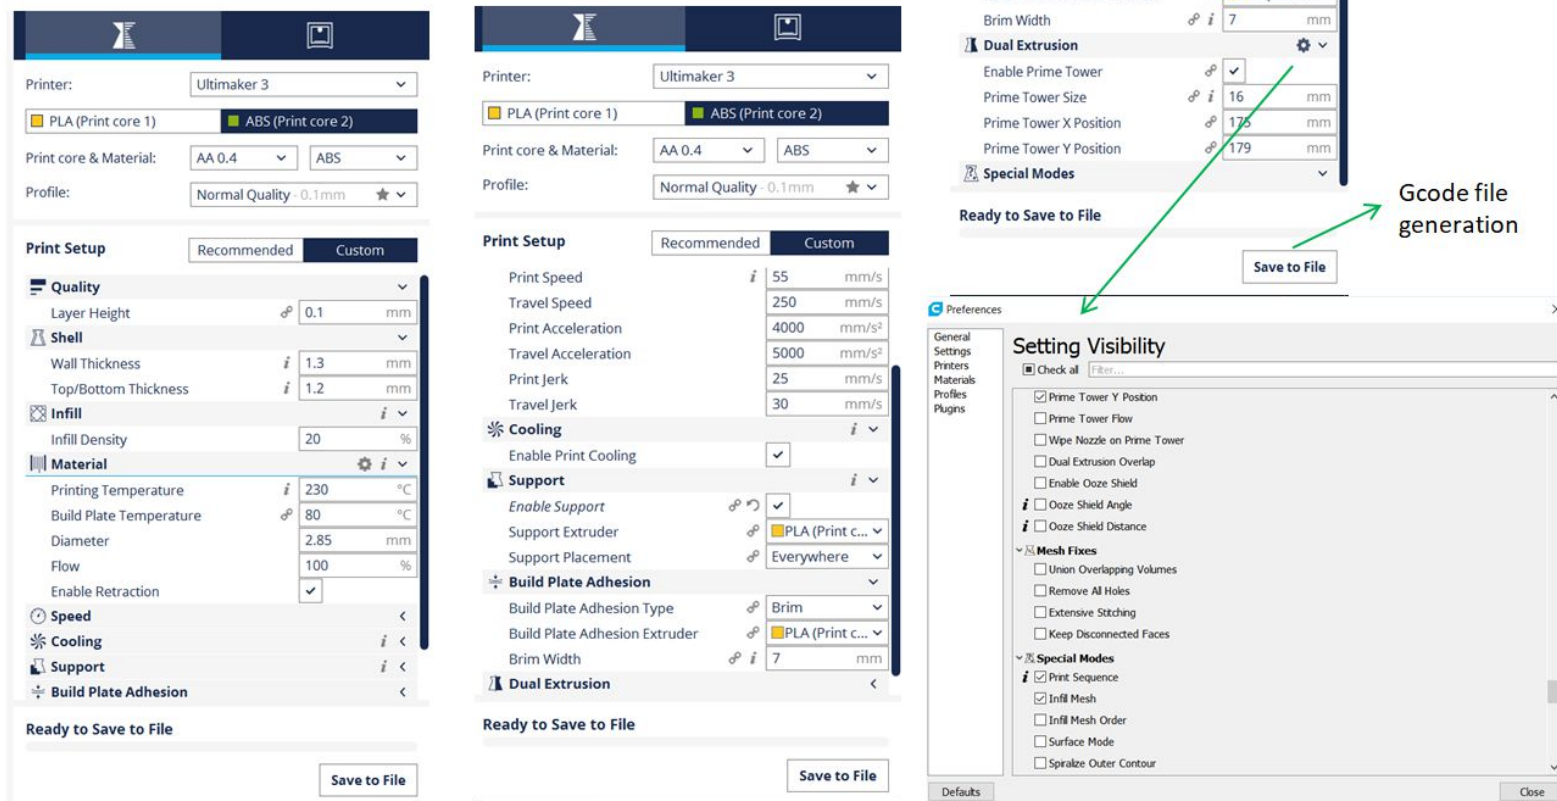 Printer: Ultimaker 3
PLA (Print core 1) ABS (Print core 2)
Print core & Material: AA 0.4 ABS
Profile: Normal Quality - 0.1mm
Print Setup Recommended Custom
Quality
Layer Height i 0.1 mm
Shell
Wall Thickness i 1.3 mm
Top/Bottom Thickness i 1.2 mm
Infill i
Infill Density 20 %
Material i
Printing Temperature i 230 °C
Build Plate Temperature 80 °C
Diameter 2.85 mm
Flow 100 %
Enable Retraction
Speed
Cooling i
Support i
Build Plate Adhesion
Ready to Save to File
Save to File
Printer: Ultimaker 3
PLA (Print core 1) ABS (Print core 2)
Print core & Material: AA 0.4 ABS
Profile: Normal Quality - 0.1mm
Print Setup Recommended Custom
Print Speed i 55 mm/s
Travel Speed 250 mm/s
Print Acceleration 4000 mm/s²
Travel Acceleration 5000 mm/s²
Print Jerk 25 mm/s
Travel Jerk 30 mm/s
Cooling i
Enable Print Cooling
Support i
Enable Support
Support Extruder PLA (Print c...
Support Placement Everywhere
Build Plate Adhesion
Build Plate Adhesion Type Brim
Build Plate Adhesion Extruder PLA (Print c...
Brim Width i 7 mm
Dual Extrusion
Ready to Save to File
Save to File
Brim Width i 7 mm
Dual Extrusion
Enable Prime Tower
Prime Tower Size i 16 mm
Prime Tower X Position 175 mm
Prime Tower Y Position 179 mm
Special Modes
Ready to Save to File
Save to File
Gcode file
generation
Preferences
General
Settings
Printers
Materials
Profiles
Plugins
Setting Visibility
Check all Filter...
Prime Tower Y Position
Prime Tower Flow
Wipe Nozzle on Prime Tower
Dual Extrusion Overlap
Enable Ooze Shield
i Ooze Shield Angle
i Ooze Shield Distance
Mesh Fixes
Union Overlapping Volumes
Remove All Holes
Extensive Stitching
Keep Disconnected Faces
Special Modes
i Print Sequence
Infill Mesh
Infill Mesh Order
Surface Mode
Spiralize Outer Contour
Defaults Close